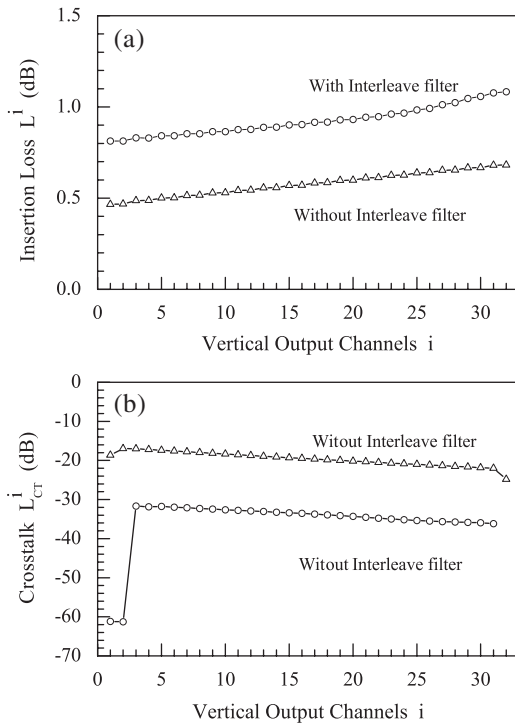 (a)
1.5
1.0
0.5
0.0
Insertion Loss L^i (dB)
With Interleave filter
Without Interleave filter
0 5 10 15 20 25 30
Vertical Output Channels i
(b)
0
-10
-20
-30
-40
-50
-60
-70
Crosstalk L^i_CT (dB)
Witout Interleave filter
Witout Interleave filter
0 5 10 15 20 25 30
Vertical Output Channels i